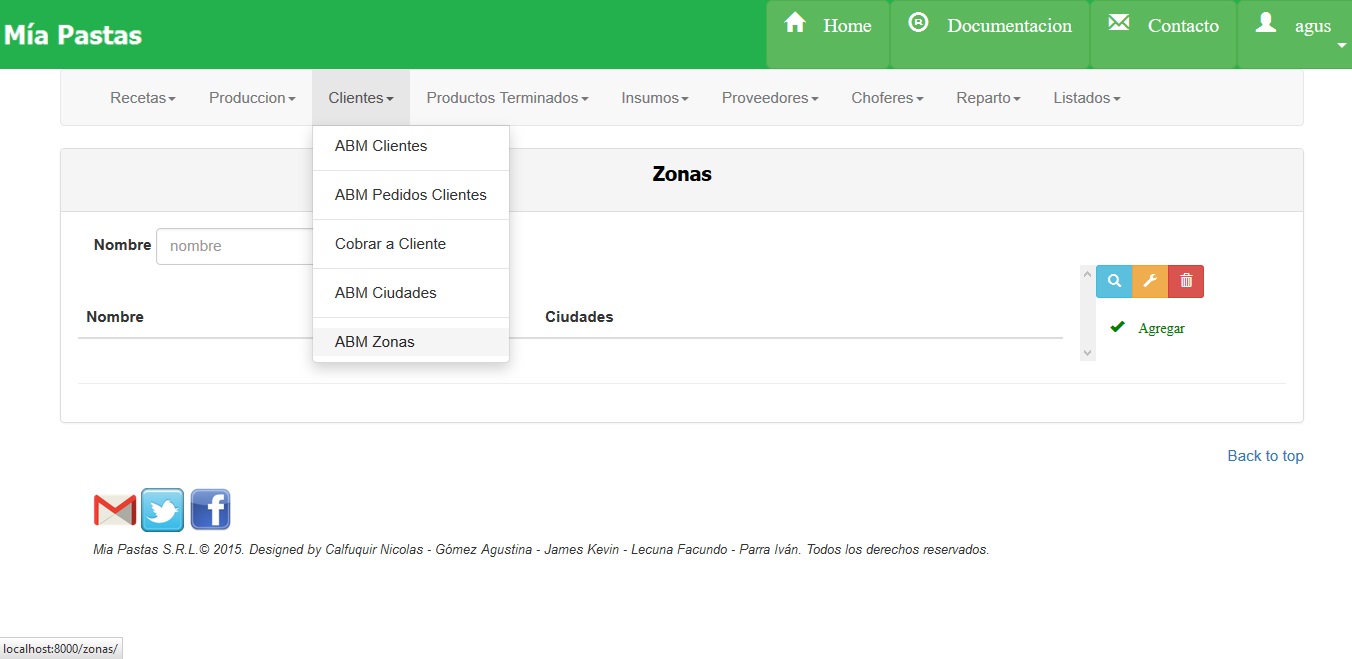 Mía Pastas
Home Documentacion Contacto agus
Recetas Produccion Clientes Productos Terminados Insumos Proveedores Choferes Reparto Listados
ABM Clientes
ABM Pedidos Clientes
Cobrar a Cliente
ABM Ciudades
ABM Zonas
Zonas
Nombre nombre
Nombre Ciudades
Agregar
Back to top
Mia Pastas S.R.L.© 2015. Designed by Calfuquir Nicolas - Gómez Agustina - James Kevin - Lecuna Facundo - Parra Iván. Todos los derechos reservados.
localhost:8000/zonas/